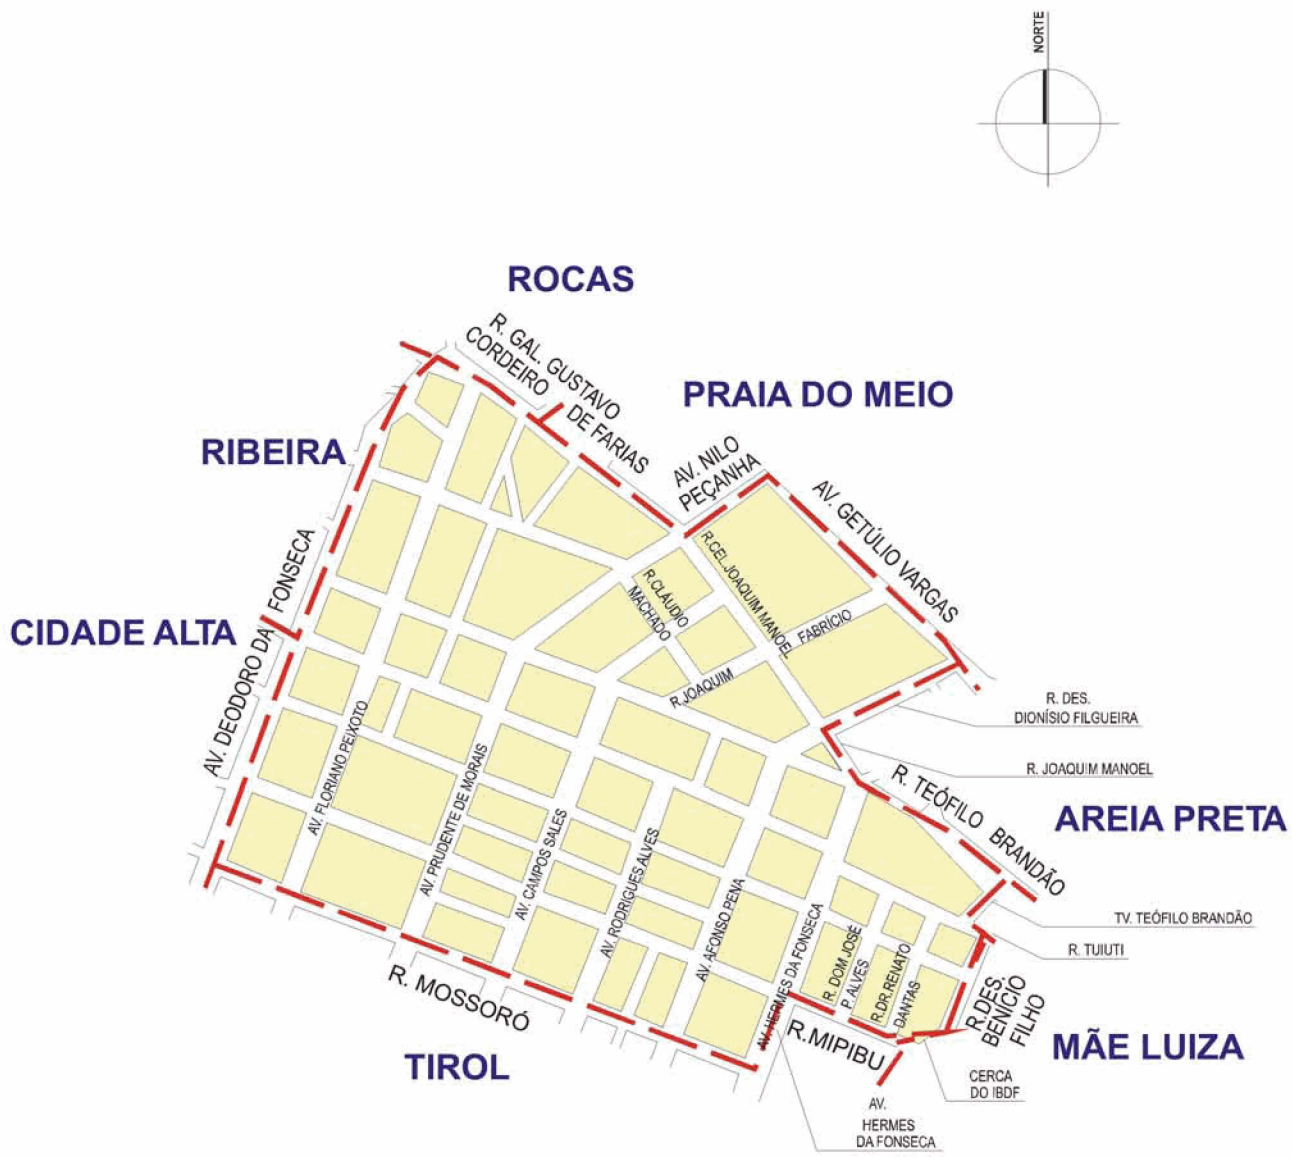 NORTE
ROCAS
R. GAL. GUSTAVO
CORDEIRO
DE FARIAS
PRAIA DO MEIO
RIBEIRA
AV. NILO
PEÇANHA
AV. GETÚLIO VARGAS
R.CEL.JOAQUIM MANOEL
R.CLÁUDIO
MACHADO
FABRÍCIO
R.JOAQUIM
CIDADE ALTA
AV. DEODORO DA FONSECA
R. DES.
DIONÍSIO FILGUEIRA
R. JOAQUIM MANOEL
R. TEÓFILO BRANDÃO
AREIA PRETA
AV. FLORIANO PEIXOTO
AV. PRUDENTE DE MORAIS
AV. CAMPOS SALES
AV. RODRIGUES ALVES
AV. AFONSO PENA
AV. HERMES DA FONSECA
R. DOM JOSÉ
P. ALVES
R.DR.RENATO
DANTAS
TV. TEÓFILO BRANDÃO
R. TUIUTI
R.DES.
BENÍCIO
FILHO
R. MOSSORÓ
R.MIPIBU
TIROL
MÃE LUIZA
CERCA
DO IBDF
AV.
HERMES
DA FONSECA